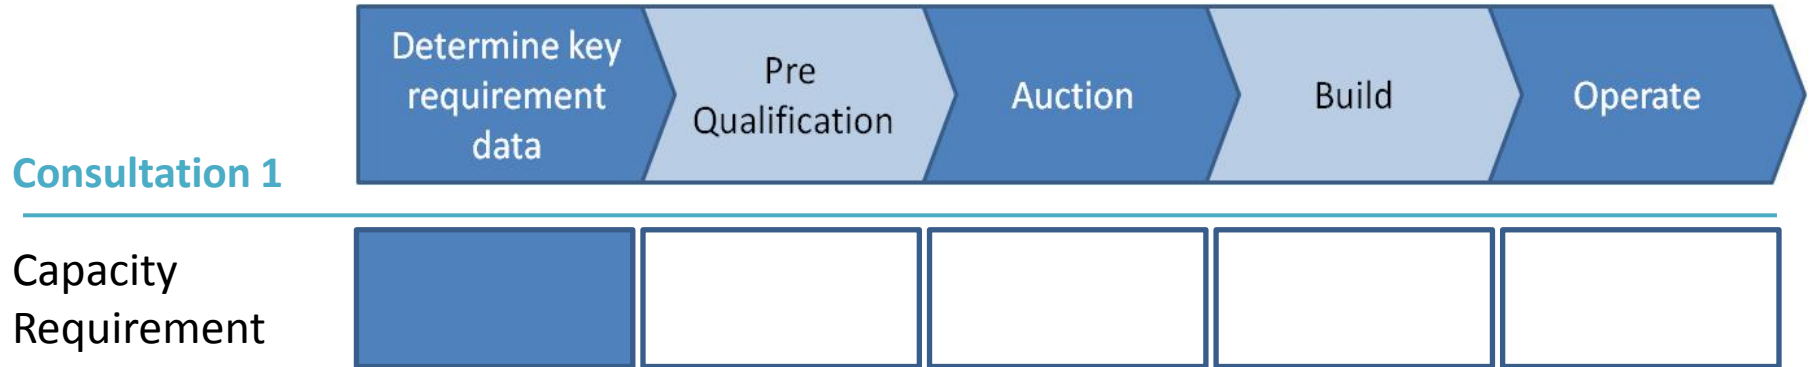 Determine key
requirement
data
Pre
Qualification
Auction
Build
Operate
Consultation 1
Capacity
Requirement